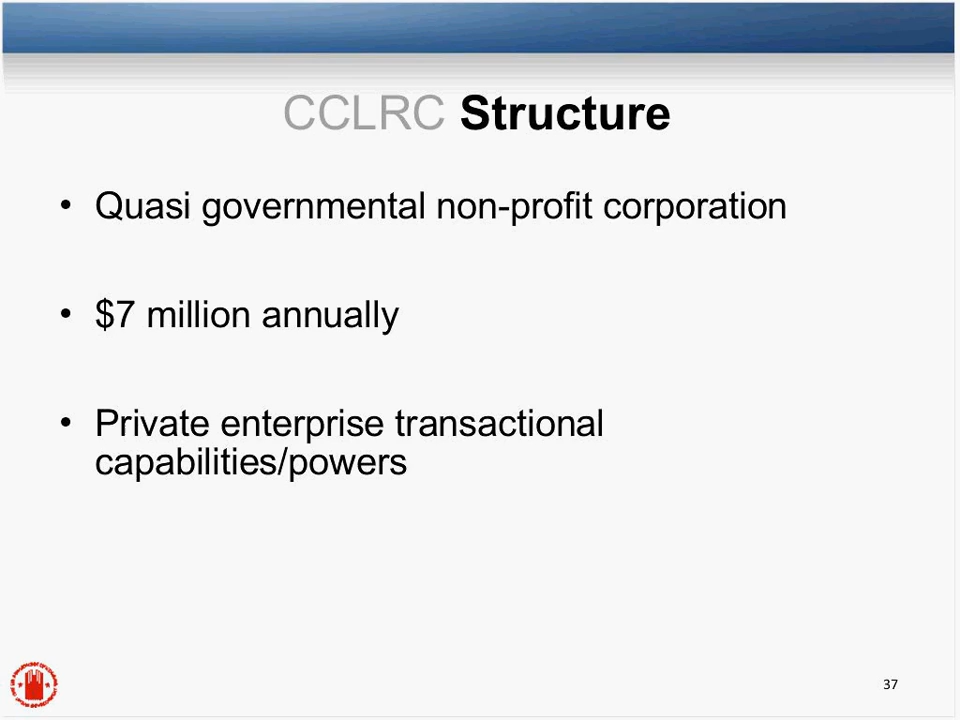 CCLRC Structure
• Quasi governmental non-profit corporation
• $7 million annually
• Private enterprise transactional
capabilities/powers
37